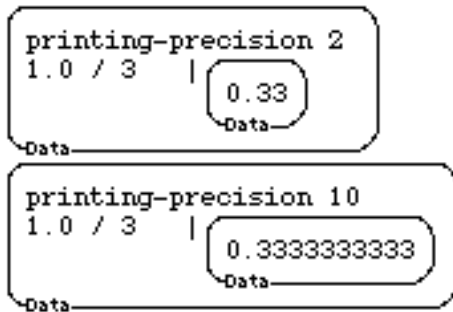 printing-precision 2
1.0 / 3 | 0.33
Data
Data
printing-precision 10
1.0 / 3 | 0.3333333333
Data
Data